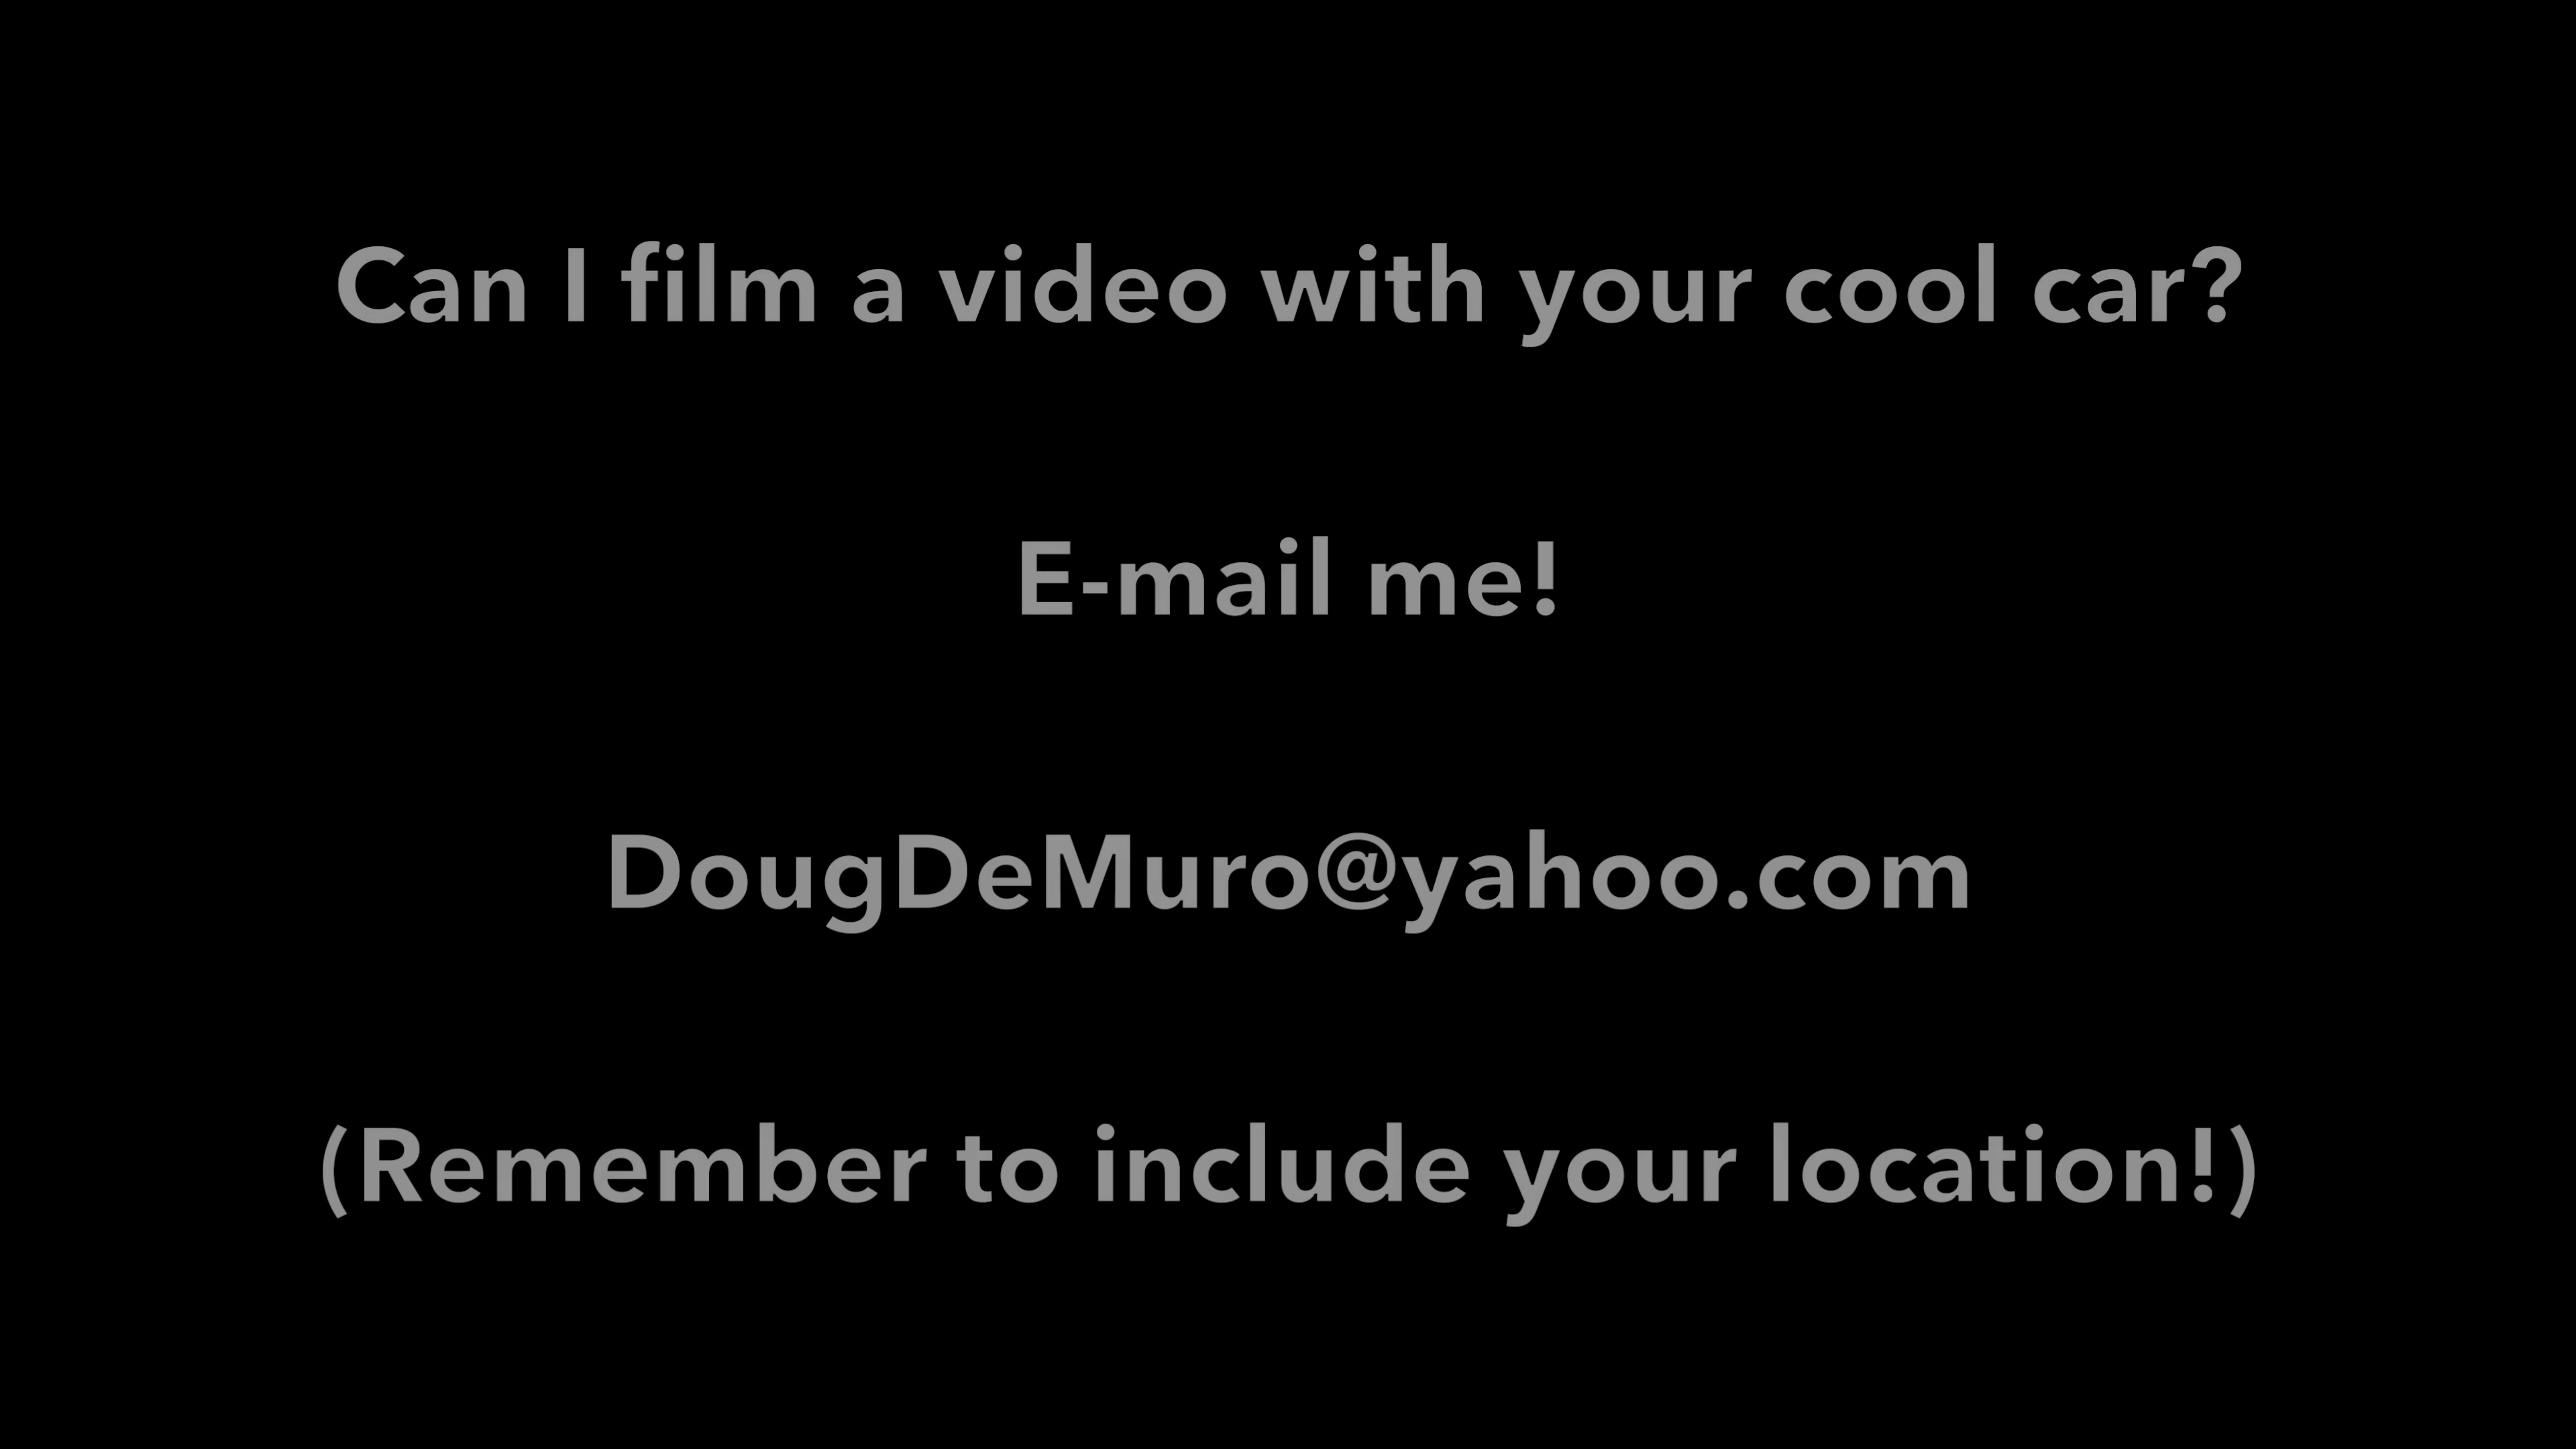 Can I film a video with your cool car?
E-mail me!
DougDeMuro@yahoo.com
(Remember to include your location!)